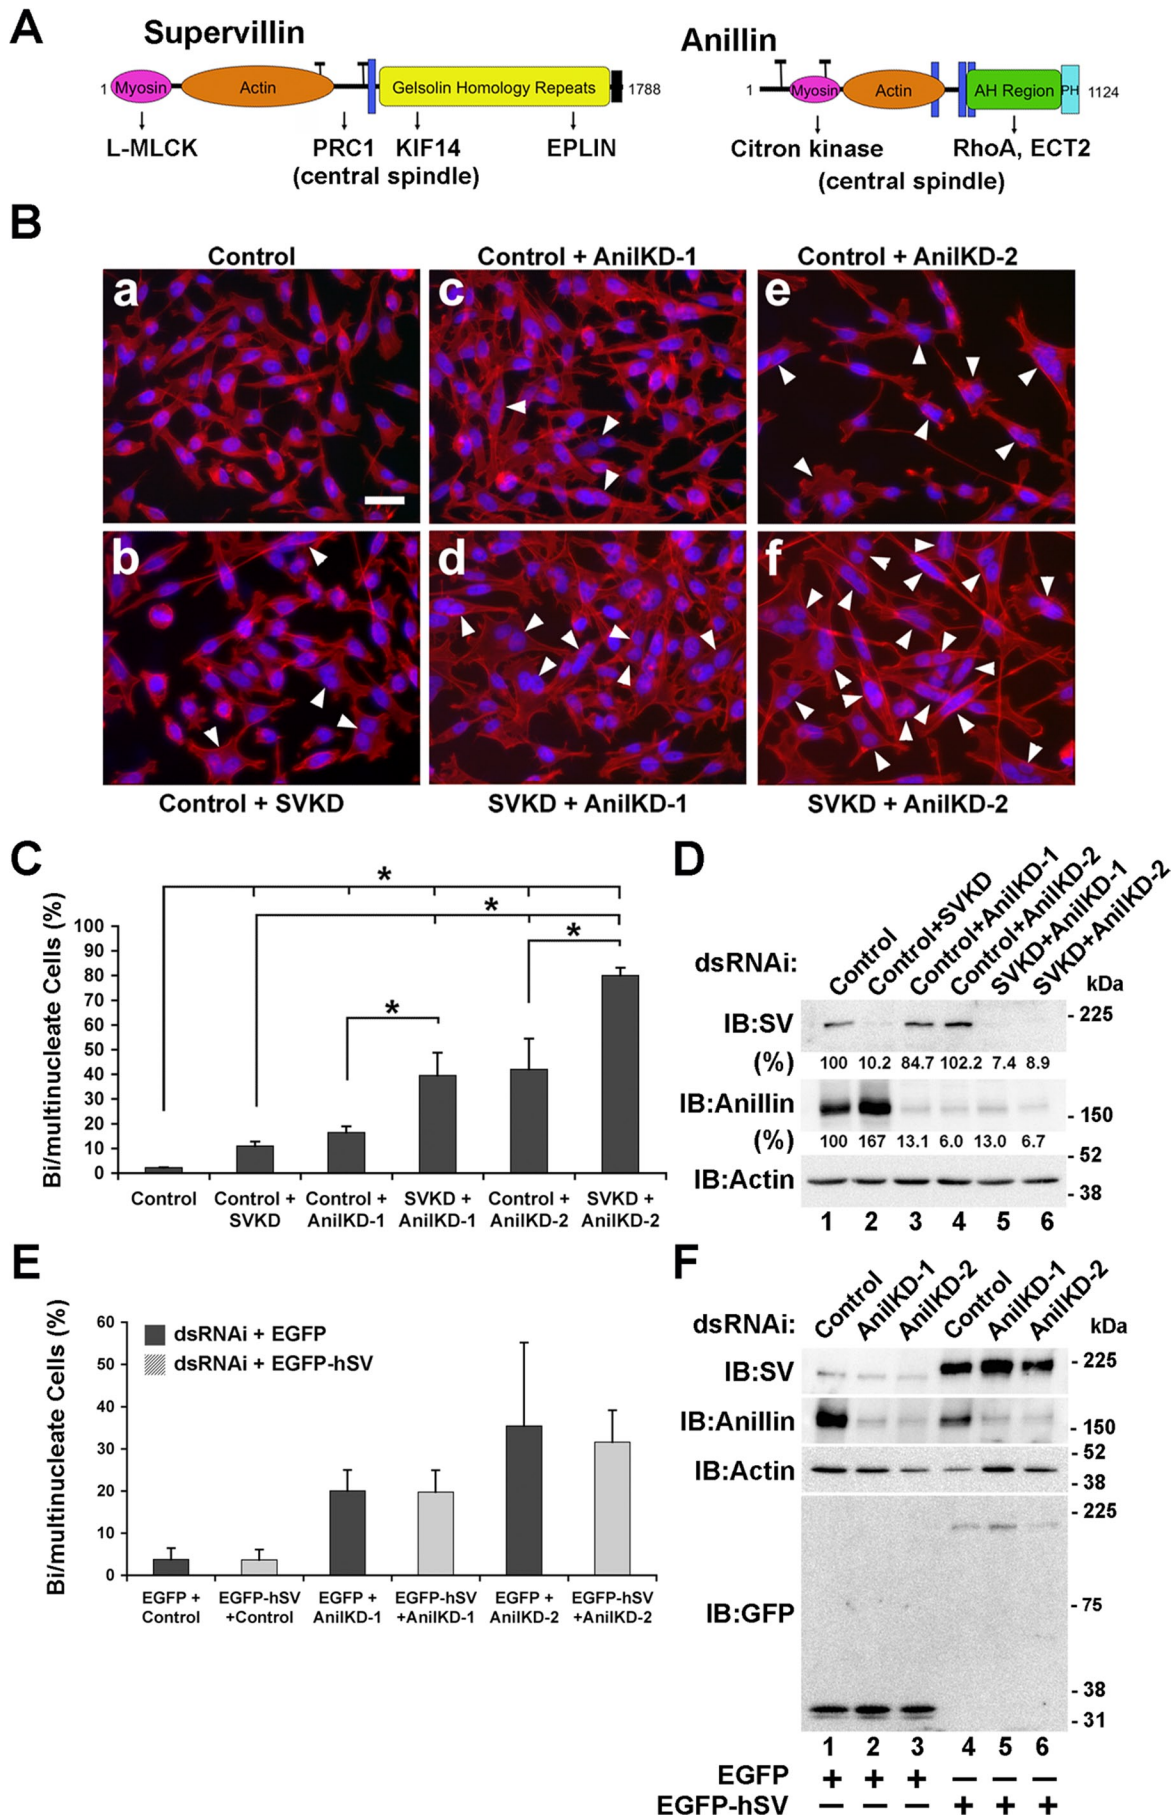 A
Supervillin
Anillin
1 Myosin Actin Gelsolin Homology Repeats 1788
1 Myosin Actin AH Region PH 1124
L-MLCK PRC1 KIF14 EPLIN
(central spindle)
Citron kinase RhoA, ECT2
(central spindle)
B
Control Control + AnilKD-1 Control + AnilKD-2
a c e
b d f
Control + SVKD SVKD + AnilKD-1 SVKD + AnilKD-2
C
* * * *
Bi/multinucleate Cells (%)
100
90
80
70
60
50
40
30
20
10
0
Control
Control + SVKD
Control + AnilKD-1
SVKD + AnilKD-1
Control + AnilKD-2
SVKD + AnilKD-2
D
dsRNAi: Control Control+SVKD Control+AnilKD-1 Control+AnilKD-2 SVKD+AnilKD-1 SVKD+AnilKD-2
kDa
IB:SV - 225
(%) 100 10.2 84.7 102.2 7.4 8.9
IB:Anillin - 150
(%) 100 167 13.1 6.0 13.0 6.7
- 52
IB:Actin
- 38
1 2 3 4 5 6
E
Bi/multinucleate Cells (%)
dsRNAi + EGFP
dsRNAi + EGFP-hSV
60
50
40
30
20
10
0
EGFP + Control
EGFP-hSV +Control
EGFP + AnilKD-1
EGFP-hSV +AnilKD-1
EGFP + AnilKD-2
EGFP-hSV +AnilKD-2
F
dsRNAi: Control AnilKD-1 AnilKD-2 Control AnilKD-1 AnilKD-2
kDa
IB:SV - 225
IB:Anillin - 150
- 52
IB:Actin
- 38
- 225
- 75
IB:GFP
- 38
- 31
1 2 3 4 5 6
EGFP + + + — — —
EGFP-hSV — — — + + +